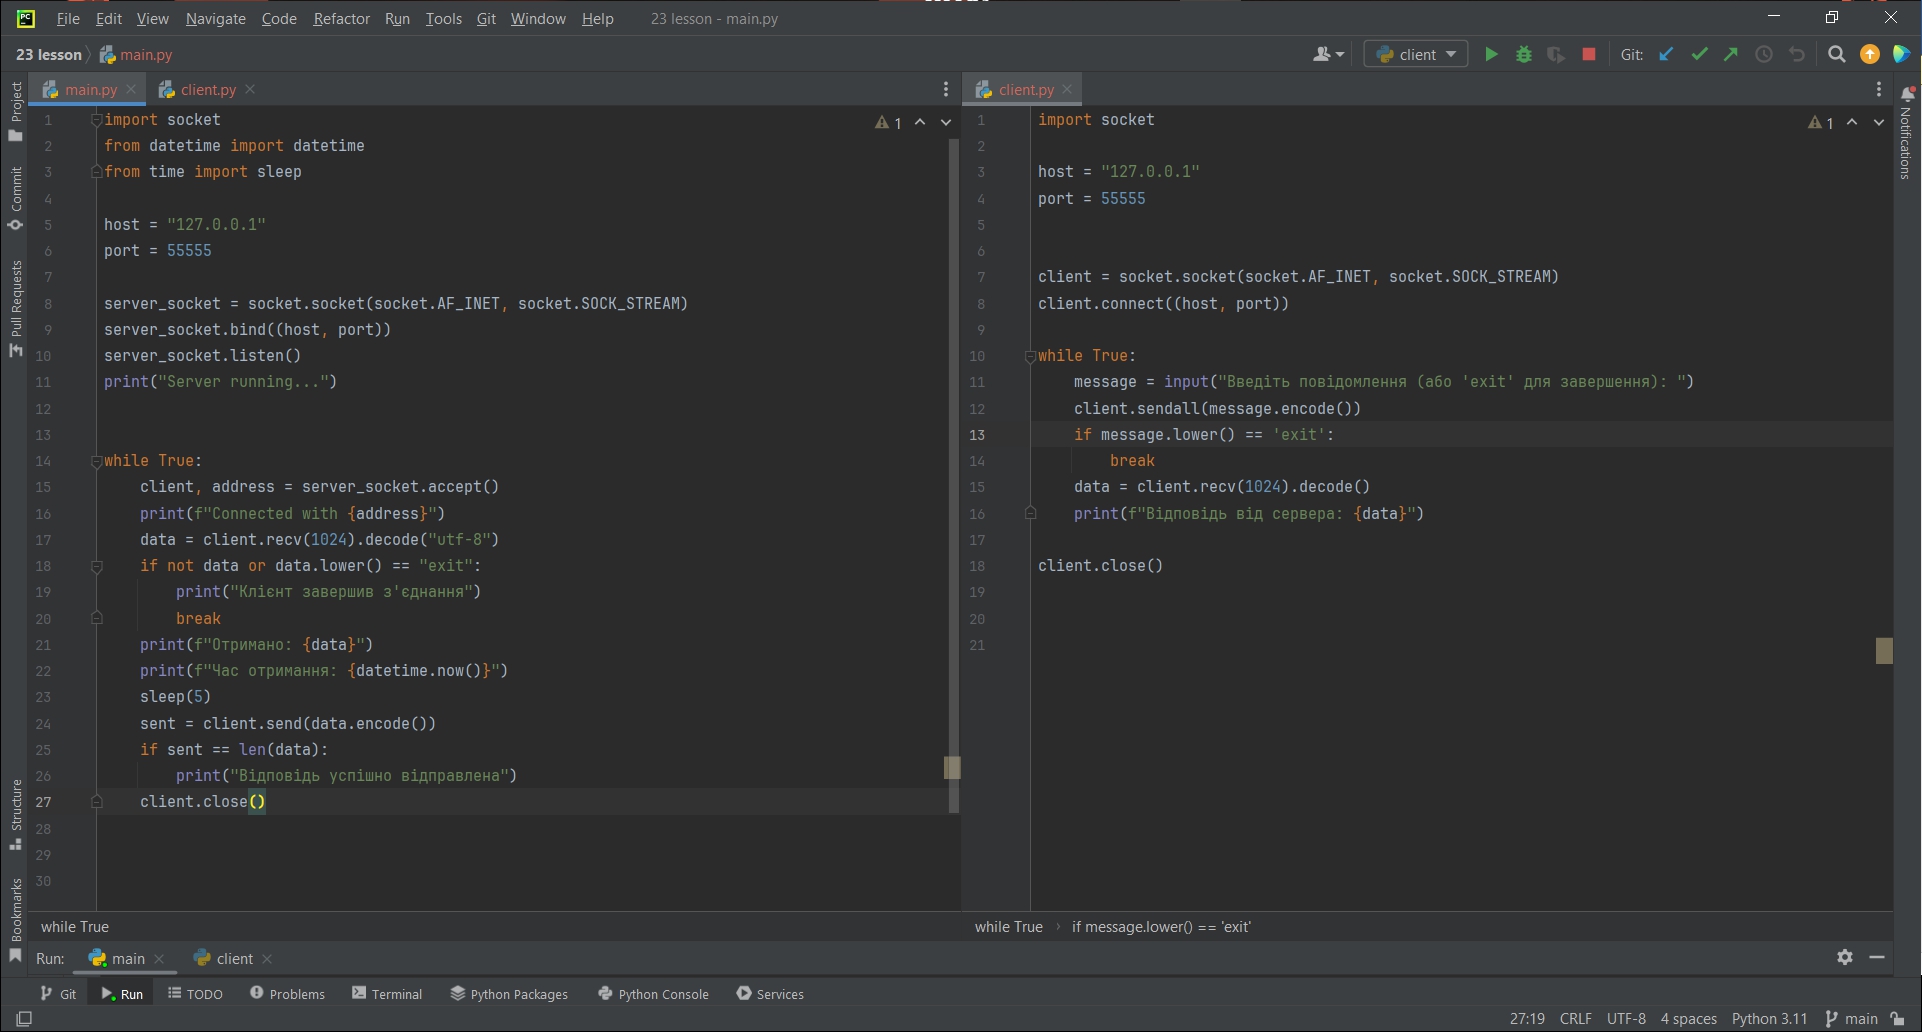 File Edit View Navigate Code Refactor Run Tools Git Window Help 23 lesson - main.py
23 lesson main.py client Git:
main.py client.py
client.py
Project
Commit
Pull Requests
Structure
Bookmarks
Notifications
1 import socket
2 from datetime import datetime
3 from time import sleep
4
5 host = "127.0.0.1"
6 port = 55555
7
8 server_socket = socket.socket(socket.AF_INET, socket.SOCK_STREAM)
9 server_socket.bind((host, port))
10 server_socket.listen()
11 print("Server running...")
12
13
14 while True:
15 client, address = server_socket.accept()
16 print(f"Connected with {address}")
17 data = client.recv(1024).decode("utf-8")
18 if not data or data.lower() == "exit":
19 print("Клієнт завершив з'єднання")
20 break
21 print(f"Отримано: {data}")
22 print(f"Час отримання: {datetime.now()}")
23 sleep(5)
24 sent = client.send(data.encode())
25 if sent == len(data):
26 print("Відповідь успішно відправлена")
27 client.close()
28
29
30
1
while True
1 import socket
2
3 host = "127.0.0.1"
4 port = 55555
5
6
7 client = socket.socket(socket.AF_INET, socket.SOCK_STREAM)
8 client.connect((host, port))
9
10 while True:
11 message = input("Введіть повідомлення (або 'exit' для завершення): ")
12 client.sendall(message.encode())
13 if message.lower() == 'exit':
14 break
15 data = client.recv(1024).decode()
16 print(f"Відповідь від сервера: {data}")
17
18 client.close()
19
20
21
1
while True › if message.lower() == 'exit'
Run: main client
Git Run TODO Problems Terminal Python Packages Python Console Services
27:19 CRLF UTF-8 4 spaces Python 3.11 main